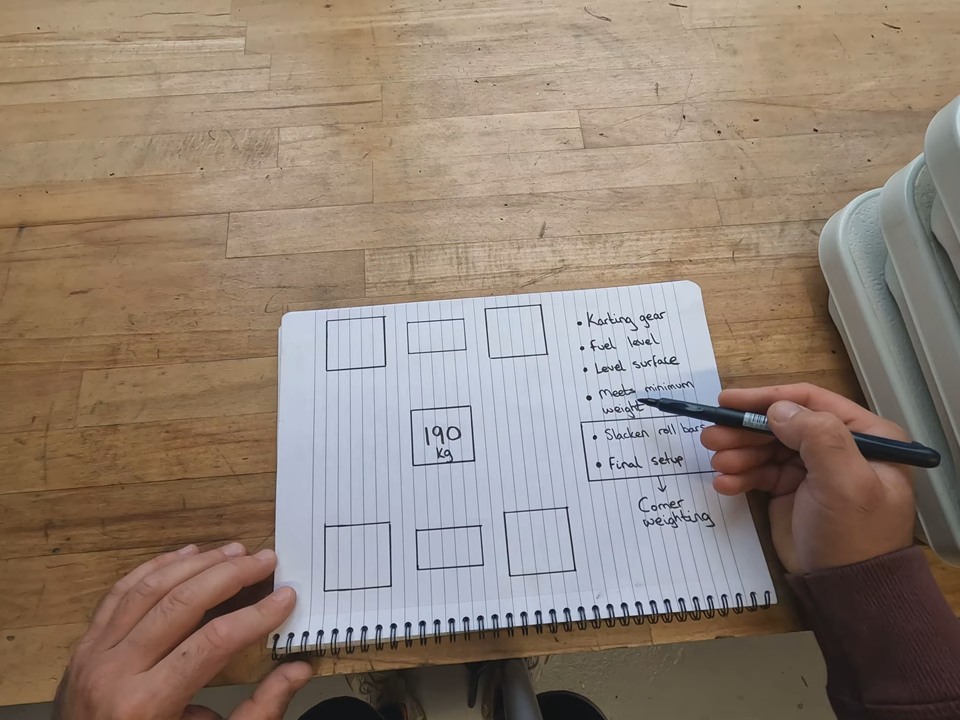 190
kg
• Karting gear
• Fuel level
• Level surface
• Meets minimum
weight
• Slacken roll bars
• Final setup
↓
Corner
weighting